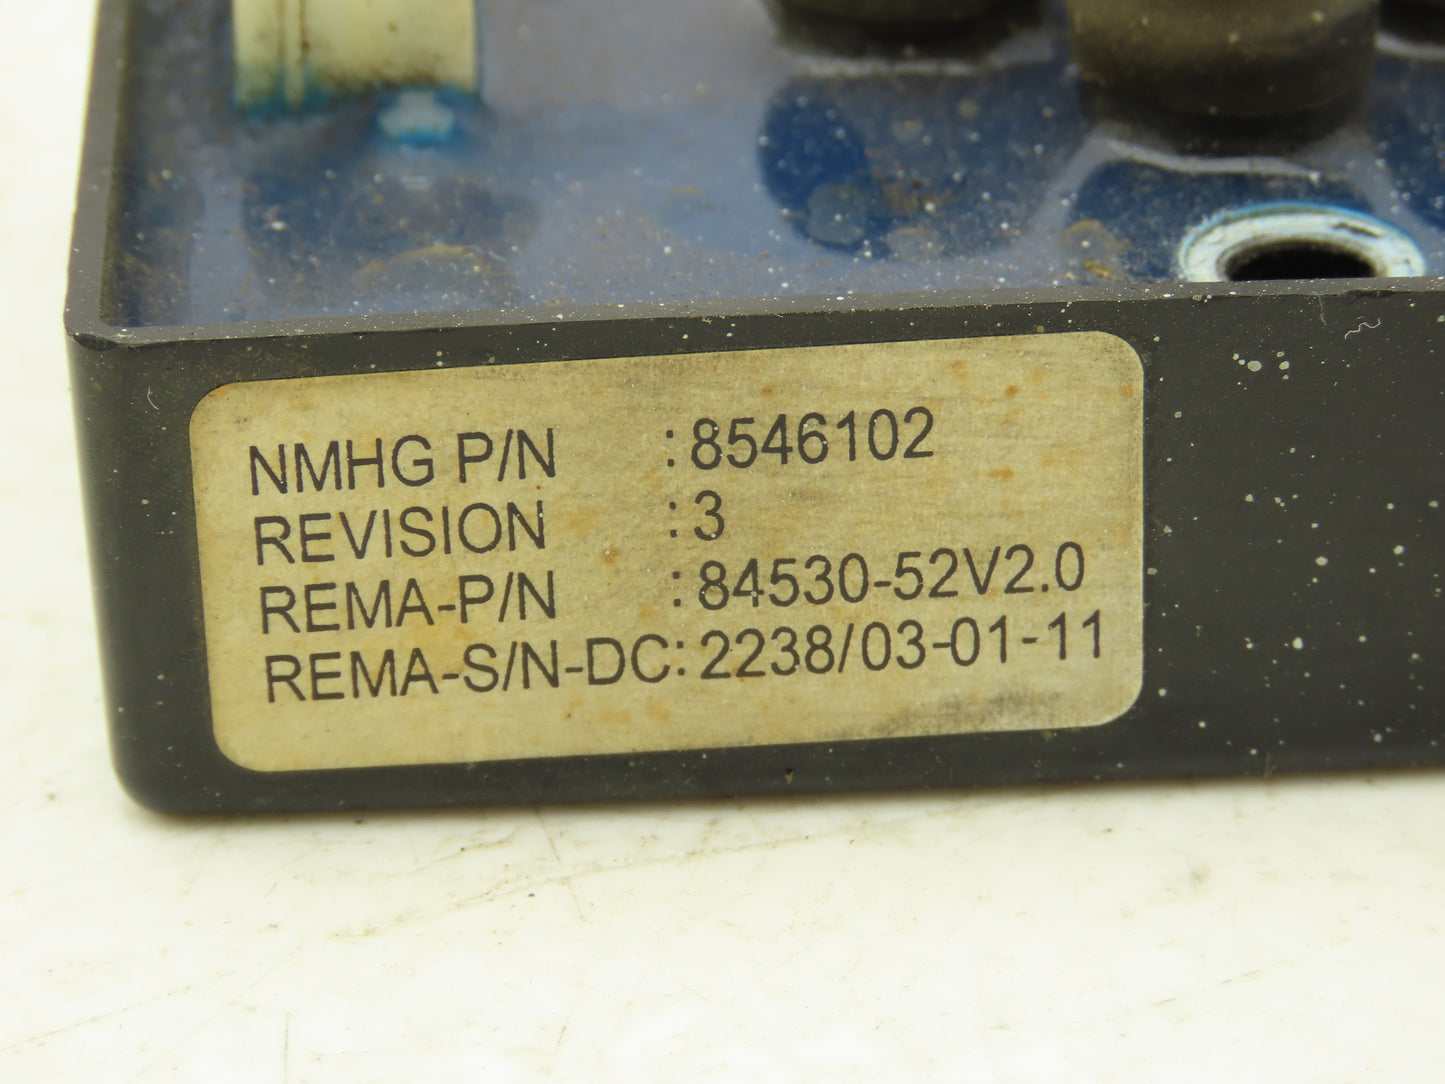 NMHG P/N : 8546102
REVISION : 3
REMA-P/N : 84530-52V2.0
REMA-S/N-DC: 2238/03-01-11